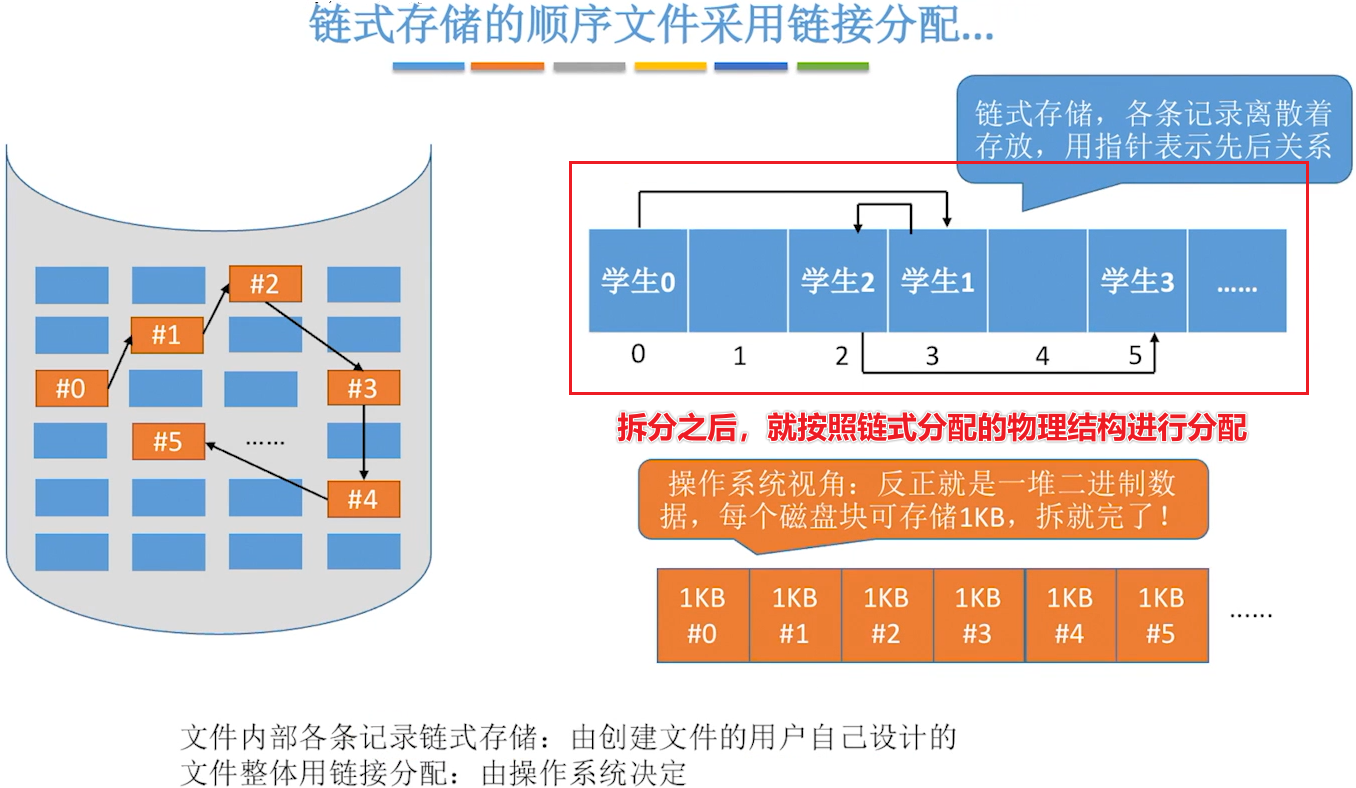 链式存储的顺序文件采用链接分配...
链式存储，各条记录离散着
存放，用指针表示先后关系
学生0
学生2
学生1
学生3
......
0
1
2
3
4
5
#2
#1
#0
#3
#5
......
#4
拆分之后，就按照链式分配的物理结构进行分配
操作系统视角：反正就是一堆二进制数
据，每个磁盘块可存储1KB，拆就完了！
1KB
#0
1KB
#1
1KB
#2
1KB
#3
1KB
#4
1KB
#5
......
文件内部各条记录链式存储：由创建文件的用户自己设计的
文件整体用链接分配：由操作系统决定